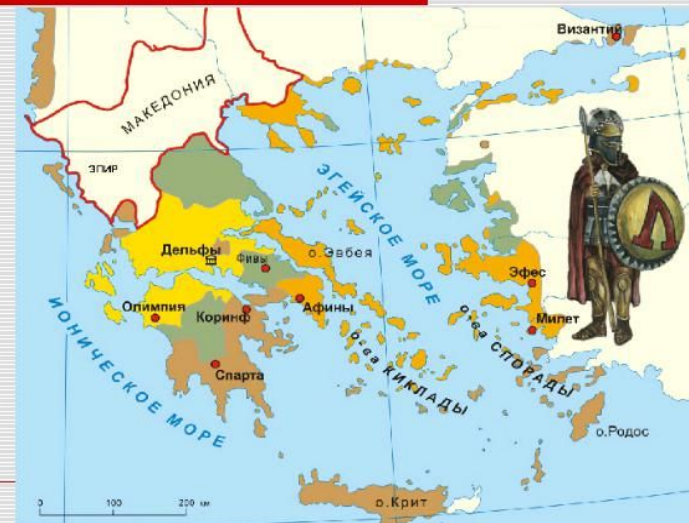 Византий
МАКЕДОНИЯ
ЭПИР
ЭГЕЙСКОЕ МОРЕ
Дельфы
Фивы
о.Эвбея
Эфес
Олимпия
Коринф
Афины
Милет
ИОНИЧЕСКОЕ МОРЕ
Спарта
о-ва КИКЛАДЫ
о-ва СПОРАДЫ
о.Родос
о.Крит
0 100 200 км
Λ